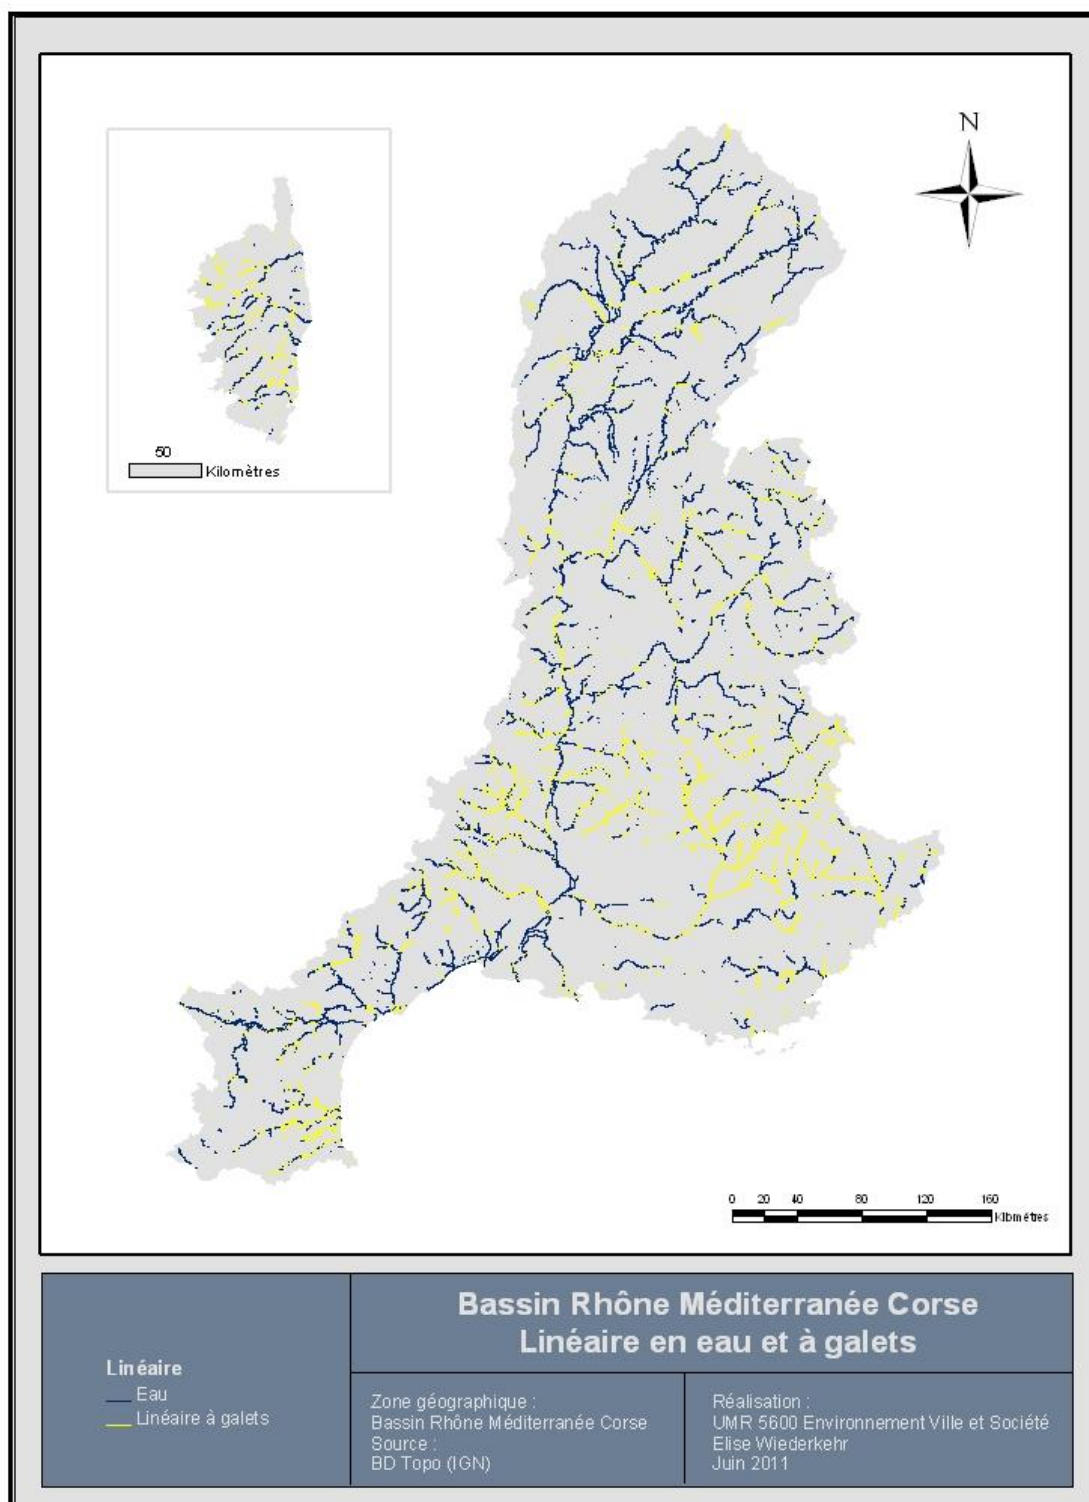 N
50
Kilomètres
0 20 40 80 120 160
Kilométres
Bassin Rhône Méditerranée Corse
Linéaire en eau et à galets
Linéaire
Eau
Linéaire à galets
Zone géographique :
Bassin Rhône Méditerranée Corse
Source :
BD Topo (IGN)
Réalisation :
UMR 5600 Environnement Ville et Société
Elise Wiederkehr
Juin 2011